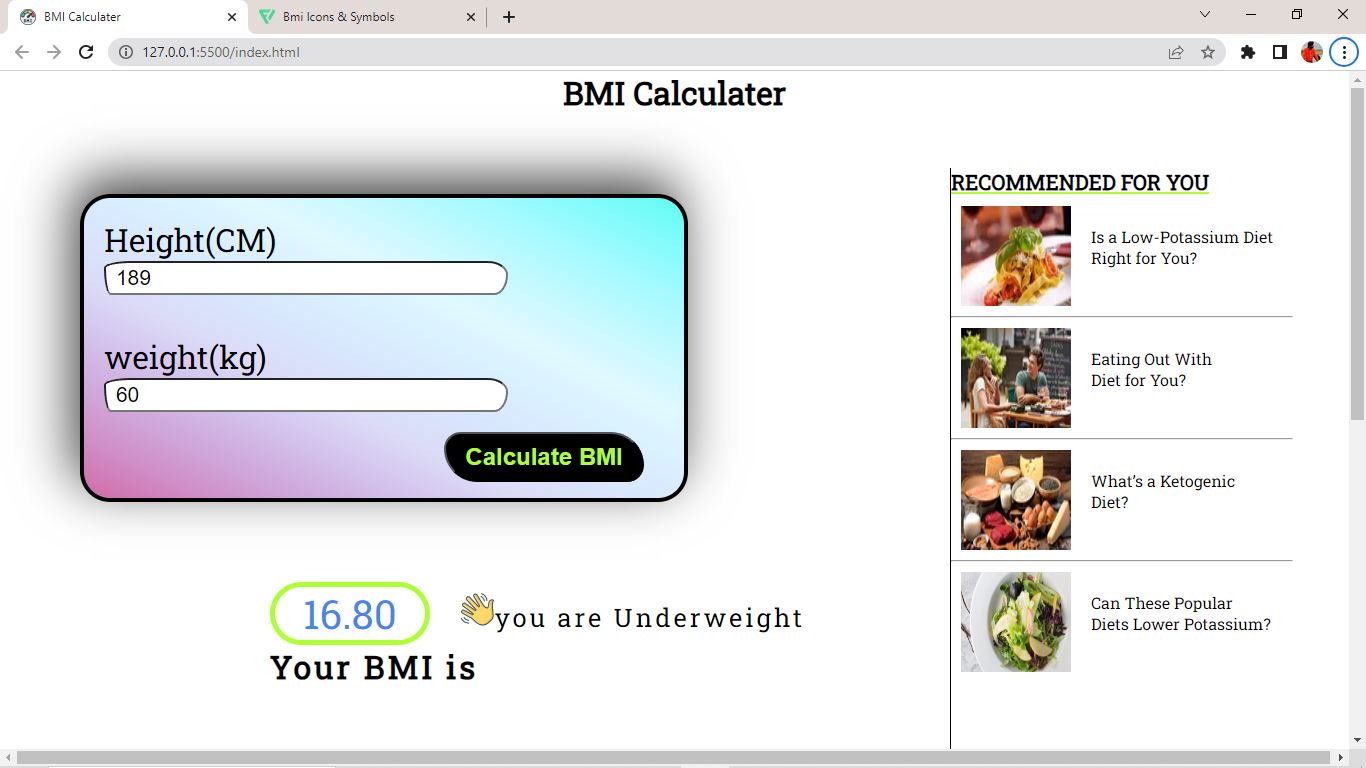 BMI Calculater
Bmi Icons & Symbols
127.0.0.1:5500/index.html
BMI Calculater
Height(CM)
189
weight(kg)
60
Calculate BMI
16.80
👋you are Underweight
Your BMI is
RECOMMENDED FOR YOU
Is a Low-Potassium Diet
Right for You?
Eating Out With
Diet for You?
What’s a Ketogenic
Diet?
Can These Popular
Diets Lower Potassium?